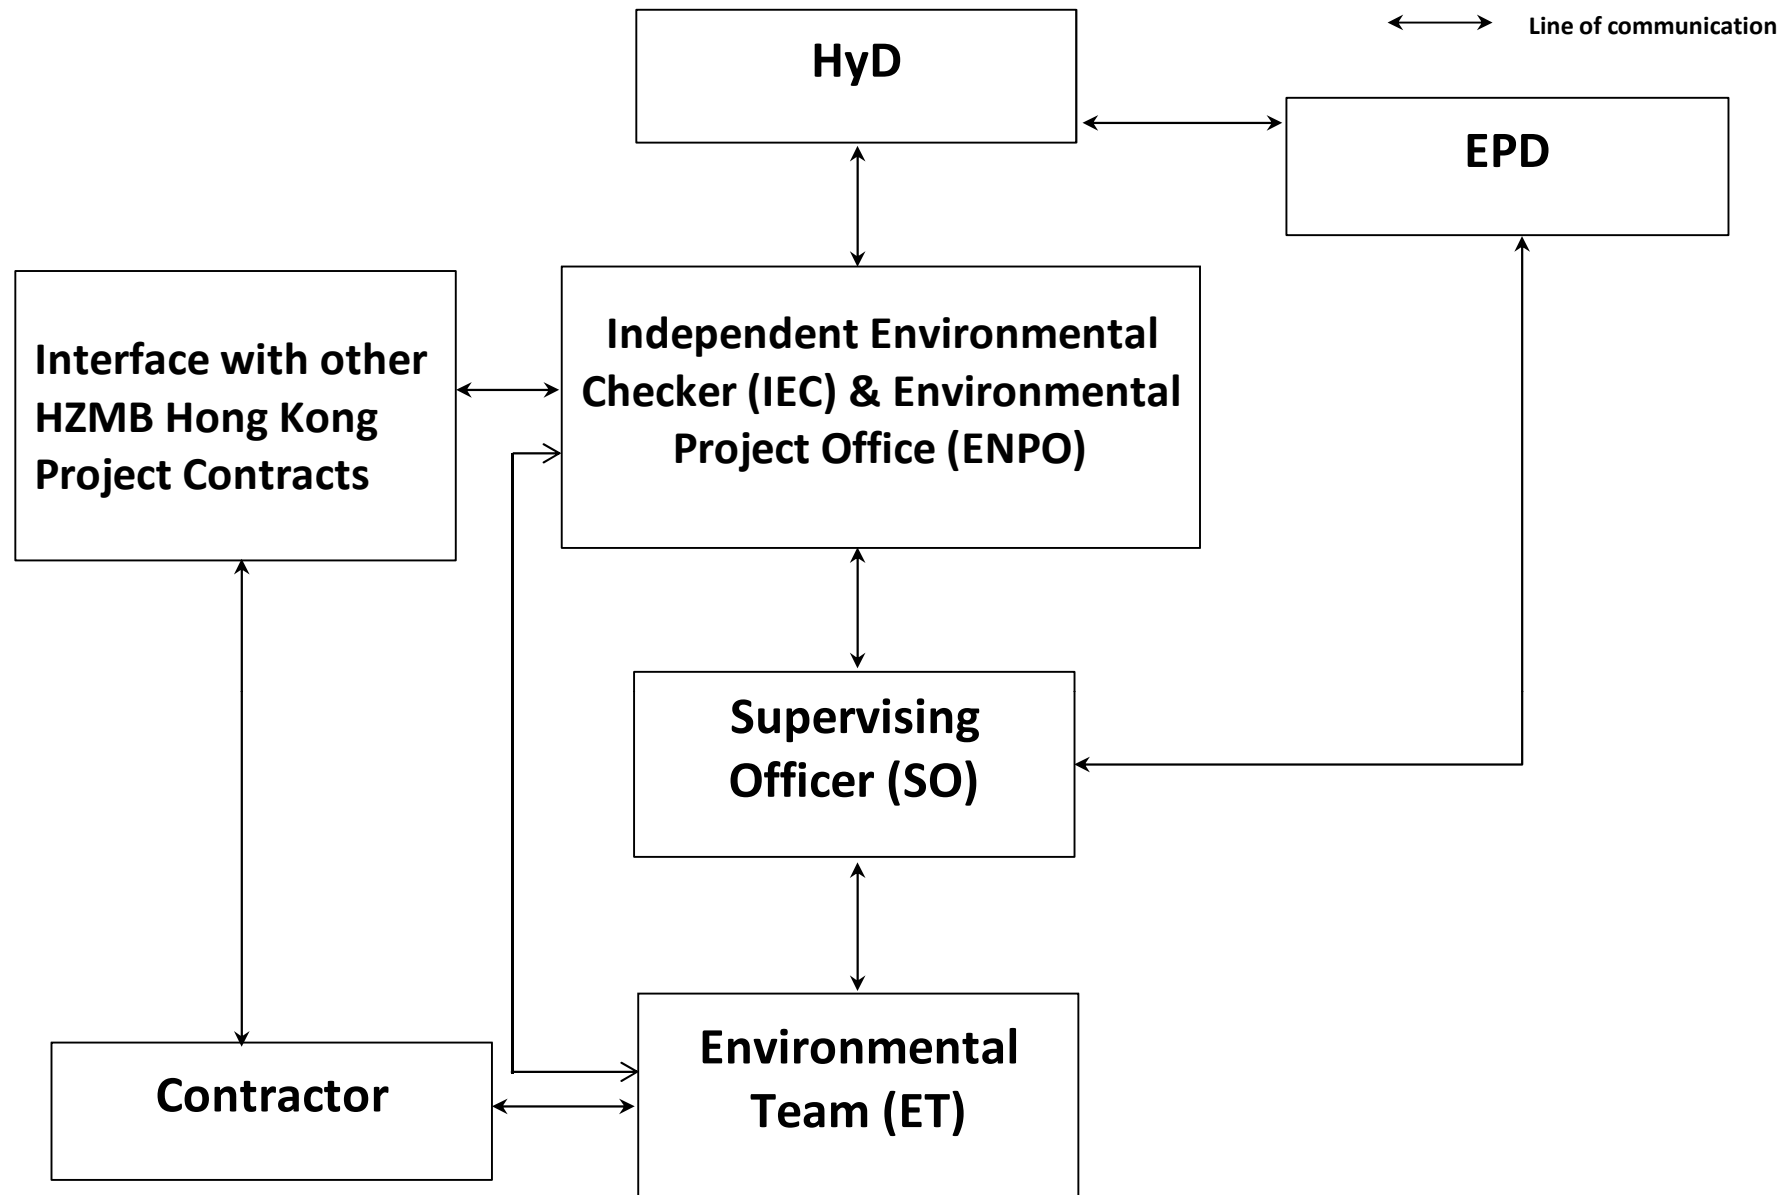 Line of communication
HyD
EPD
Independent Environmental
Checker (IEC) & Environmental
Project Office (ENPO)
Interface with other
HZMB Hong Kong
Project Contracts
Supervising
Officer (SO)
Environmental
Team (ET)
Contractor